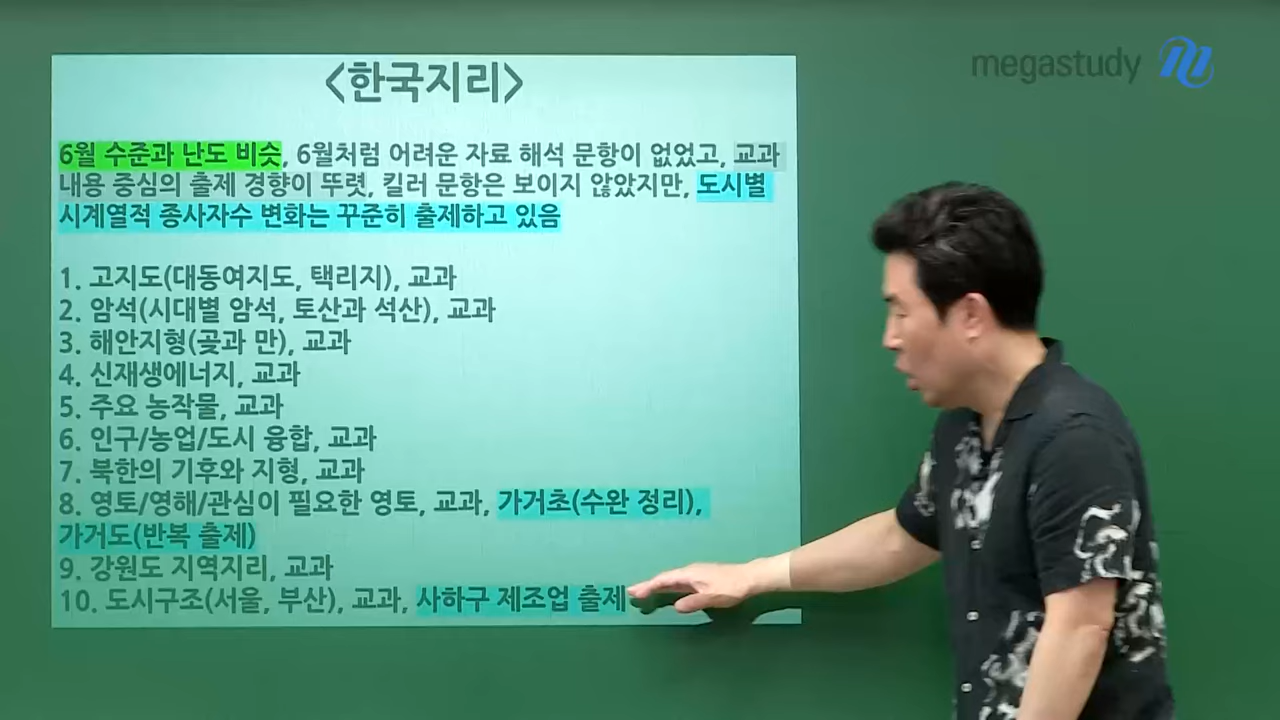 megastudy
<한국지리>
6월 수준과 난도 비슷, 6월처럼 어려운 자료 해석 문항이 없었고, 교과
내용 중심의 출제 경향이 뚜렷, 킬러 문항은 보이지 않았지만, 도시별
시계열적 종사자수 변화는 꾸준히 출제하고 있음
1. 고지도(대동여지도, 택리지), 교과
2. 암석(시대별 암석, 토산과 석산), 교과
3. 해안지형(곶과 만), 교과
4. 신재생에너지, 교과
5. 주요 농작물, 교과
6. 인구/농업/도시 융합, 교과
7. 북한의 기후와 지형, 교과
8. 영토/영해/관심이 필요한 영토, 교과, 가거초(수완 정리),
가거도(반복 출제)
9. 강원도 지역지리, 교과
10. 도시구조(서울, 부산), 교과, 사하구 제조업 출제